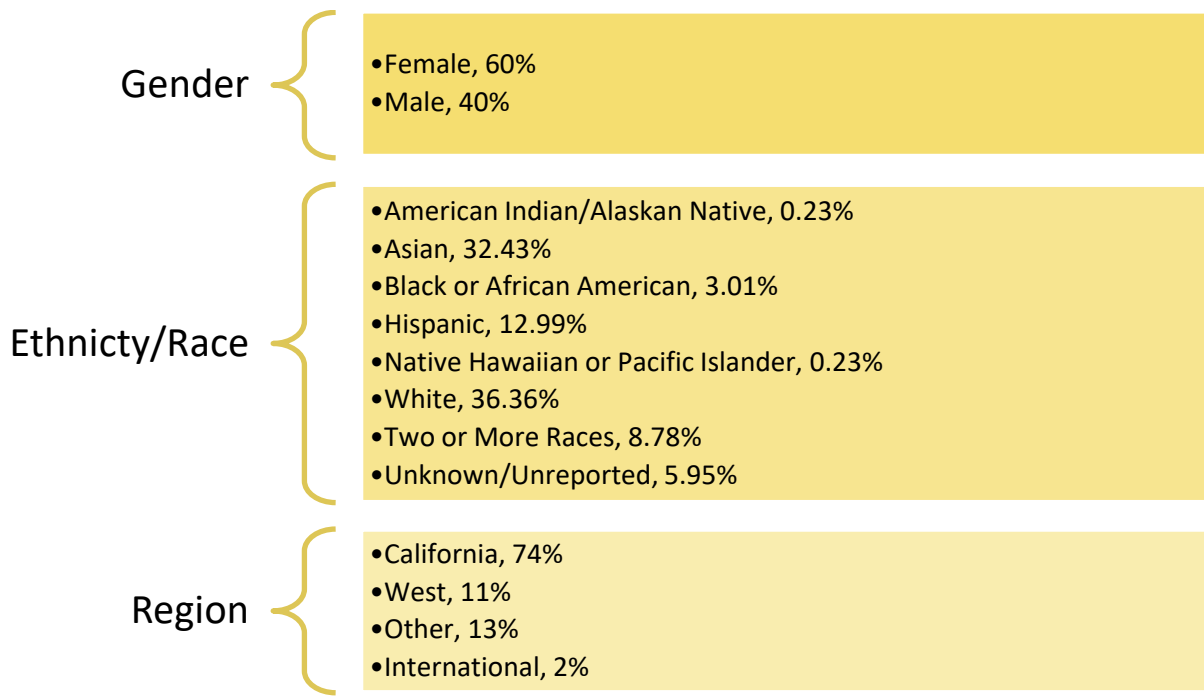 Gender
•Female, 60%
•Male, 40%
Ethnicty/Race
•American Indian/Alaskan Native, 0.23%
•Asian, 32.43%
•Black or African American, 3.01%
•Hispanic, 12.99%
•Native Hawaiian or Pacific Islander, 0.23%
•White, 36.36%
•Two or More Races, 8.78%
•Unknown/Unreported, 5.95%
Region
•California, 74%
•West, 11%
•Other, 13%
•International, 2%